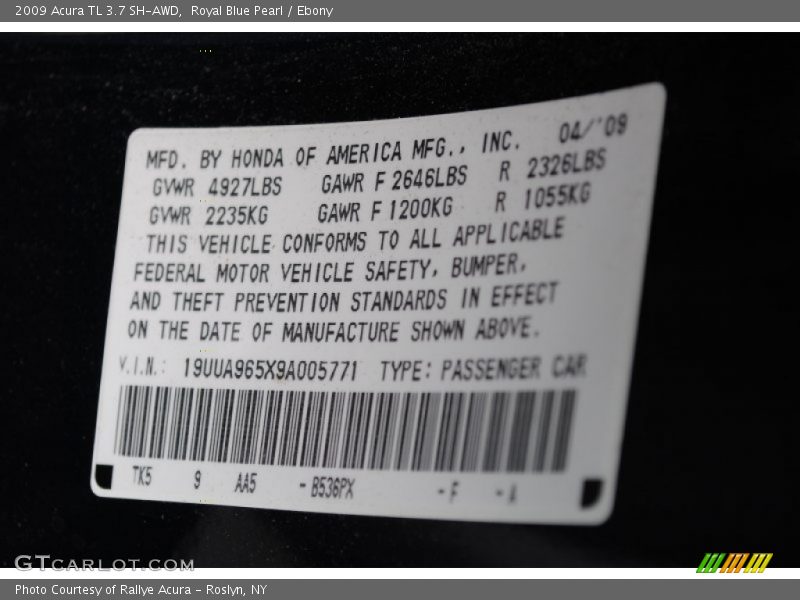 2009 Acura TL 3.7 SH-AWD, Royal Blue Pearl / Ebony
MFD. BY HONDA OF AMERICA MFG., INC. 04/'09
GVWR 4927LBS GAWR F 2646LBS R 2326LBS
GVWR 2235KG GAWR F 1200KG R 1055KG
THIS VEHICLE CONFORMS TO ALL APPLICABLE
FEDERAL MOTOR VEHICLE SAFETY, BUMPER,
AND THEFT PREVENTION STANDARDS IN EFFECT
ON THE DATE OF MANUFACTURE SHOWN ABOVE.
V.I.N.: 19UUA965X9A005771 TYPE: PASSENGER CAR
TK5 9 AA5 -B536PX -F -A
GTCARLOT.COM
Photo Courtesy of Rallye Acura - Roslyn, NY